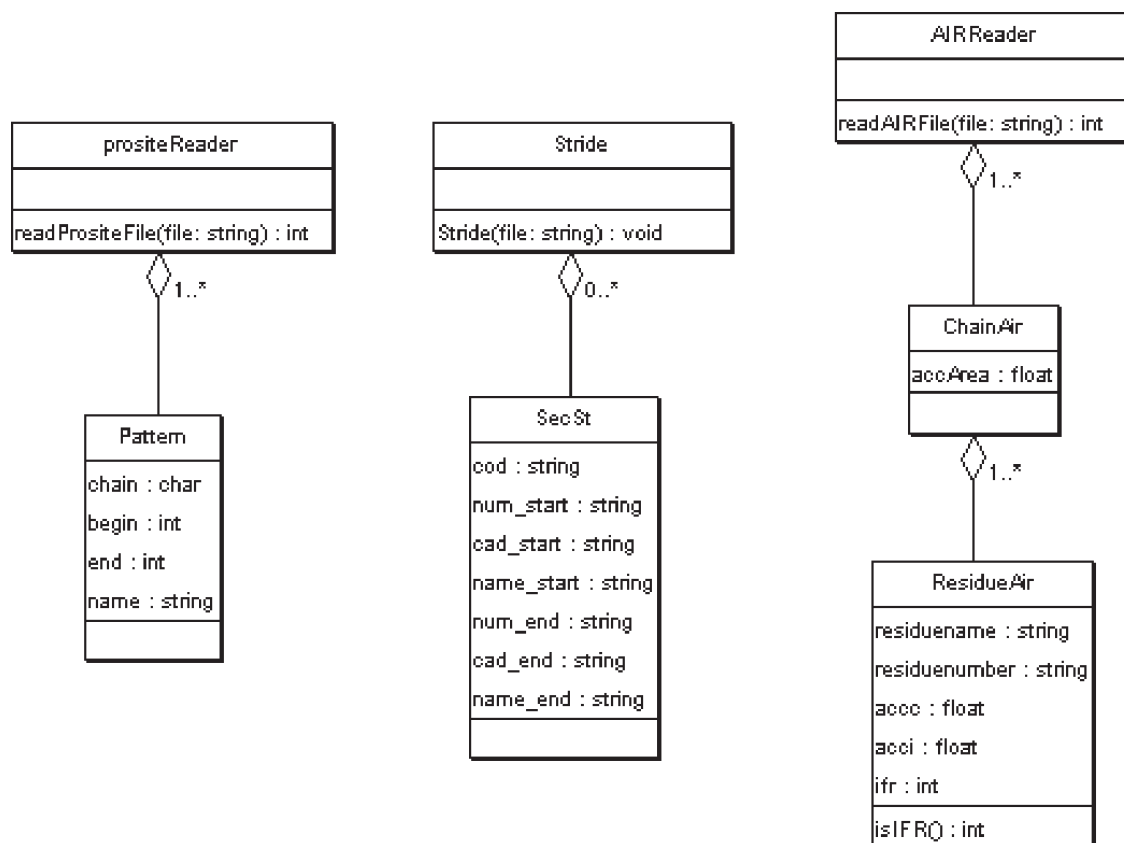 prositeReader
readPrositeFile(file: string) : int
1..*
Pattern
chain : char
begin : int
end : int
name : string
Stride
Stride(file: string) : void
0..*
SecSt
cod : string
num_start : string
cad_start : string
name_start : string
num_end : string
cad_end : string
name_end : string
AIRReader
readAIRFile(file: string) : int
1..*
ChainAir
accArea : float
1..*
ResidueAir
residuename : string
residuenumber : string
accc : float
acci : float
ifr : int
isIFR() : int